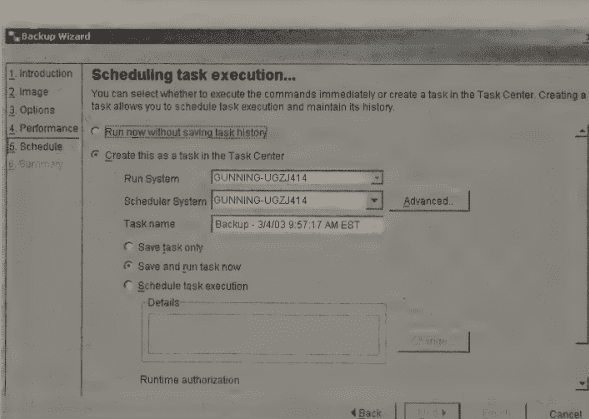 Backup Wizard
1. Introduction
2. Image
3. Options
4. Performance
5. Schedule
6. Summary
Scheduling task execution...
You can select whether to execute the commands immediately or create a task in the Task Center. Creating a
task allows you to schedule task execution and maintain its history.
Run now without saving task history
Create this as a task in the Task Center
Run System GUNNING-UGZJ414
Scheduler System GUNNING-UGZJ414 Advanced..
Task name Backup - 3/4/03 9:57:17 AM EST
Save task only
Save and run task now
Schedule task execution
Details
Change...
Runtime authorization
Back Next Finish Cancel